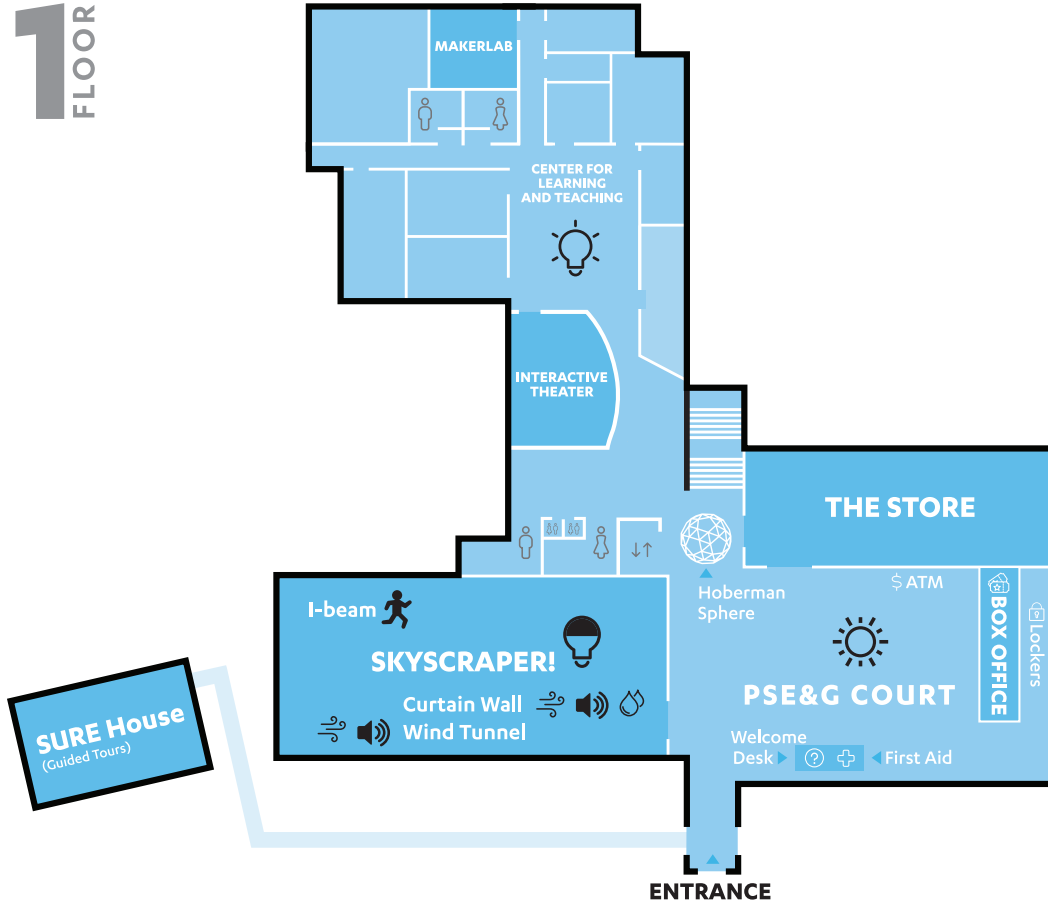 1
FLOOR
MAKERLAB
CENTER FOR
LEARNING
AND TEACHING
INTERACTIVE
THEATER
THE STORE
Hoberman
Sphere
$ ATM
BOX OFFICE
Lockers
I-beam
SKYSCRAPER!
Curtain Wall
Wind Tunnel
PSE&G COURT
Welcome
Desk
?
First Aid
SURE House
(Guided Tours)
ENTRANCE